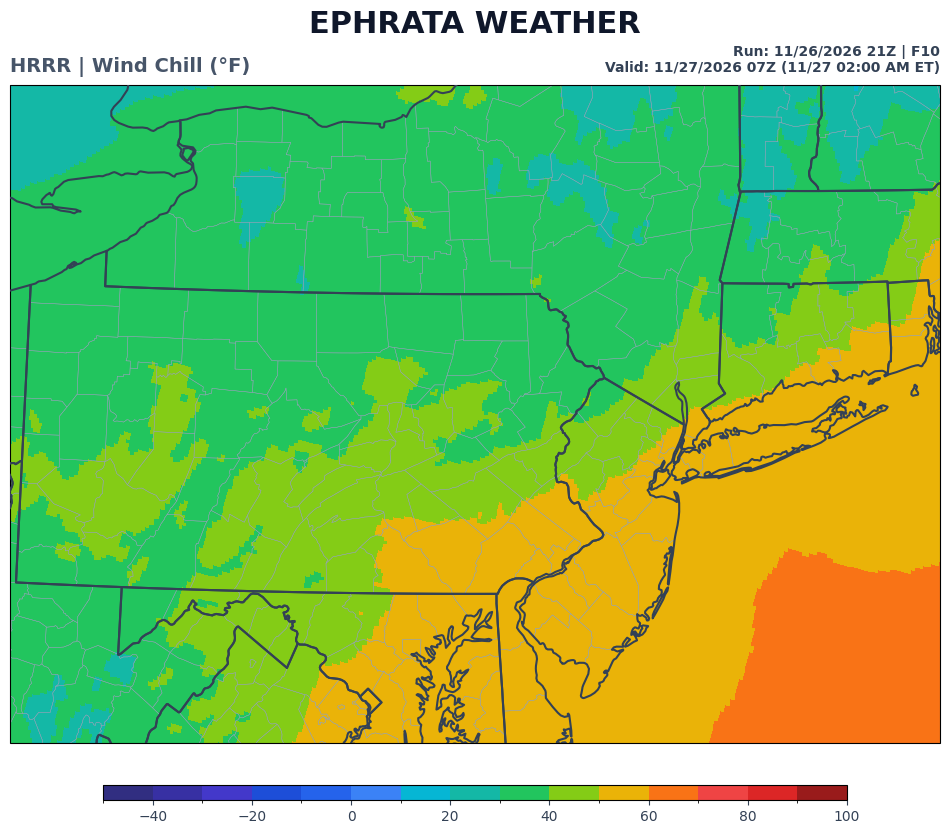 EPHRATA WEATHER
HRRR | Wind Chill (°F)
Run: 11/26/2026 21Z | F10
Valid: 11/27/2026 07Z (11/27 02:00 AM ET)
−40 −20 0 20 40 60 80 100